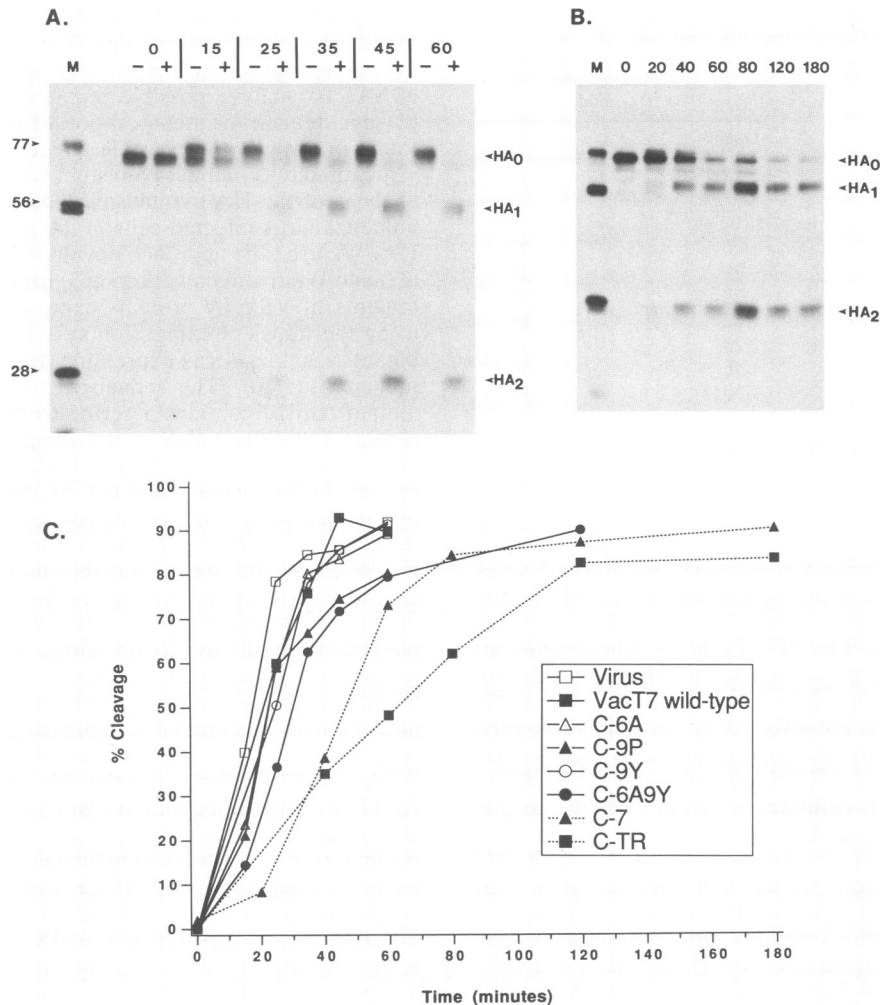 A.
0 15 25 35 45 60
M − + − + − + − + − + − +
77
56
28
HA0
HA1
HA2
B.
M 0 20 40 60 80 120 180
HA0
HA1
HA2
C.
100
90
80
70
60
50
40
30
20
10
0
% Cleavage
0 20 40 60 80 100 120 140 160 180
Time (minutes)
Virus
VacT7 wild-type
C-6A
C-9P
C-9Y
C-6A9Y
C-7
C-TR